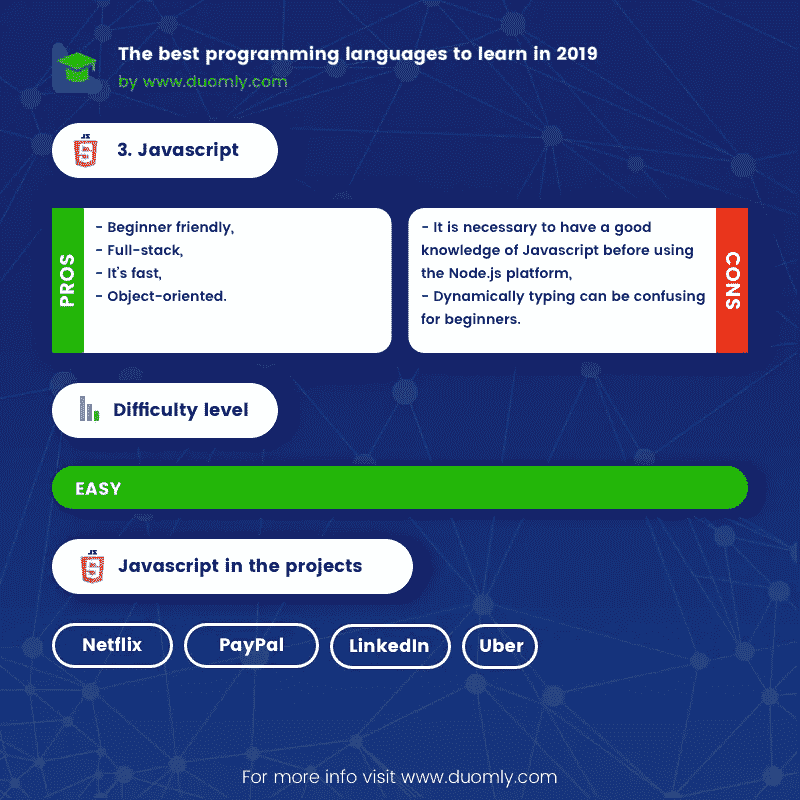 The best programming languages to learn in 2019
by www.duomly.com
JS
3. Javascript
PROS
- Beginner friendly,
- Full-stack,
- It's fast,
- Object-oriented.
- It is necessary to have a good
knowledge of Javascript before using
the Node.js platform,
- Dynamically typing can be confusing
for beginners.
CONS
Difficulty level
EASY
JS
Javascript in the projects
Netflix
PayPal
LinkedIn
Uber
For more info visit www.duomly.com